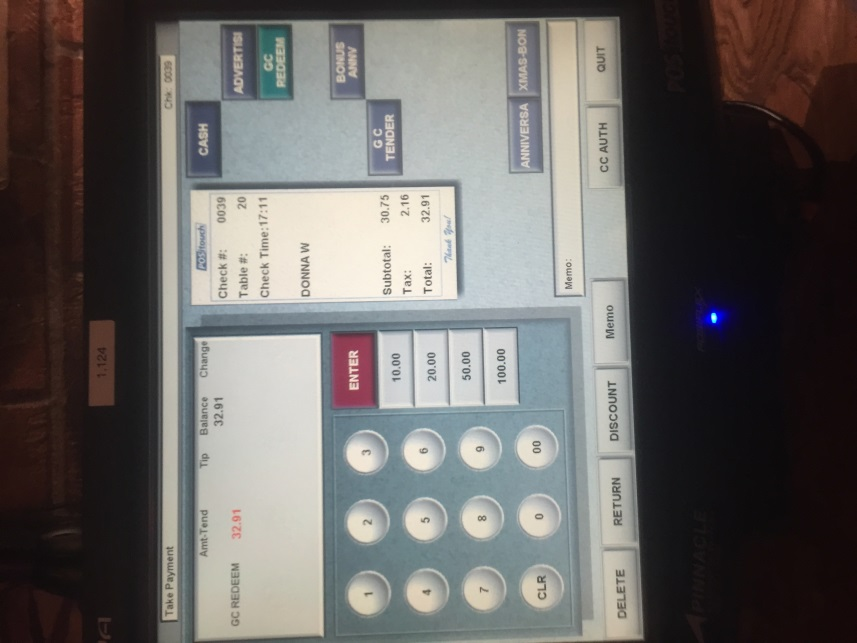 1.124
Take Payment
Chk : 0039
Amt-Tend Tip Balance Change
32.91
GC REDEEM 32.91
1 2 3
4 5 6
7 8 9
CLR 0 00
ENTER
10.00
20.00
50.00
100.00
POSitouch
Check #: 0039
Table #: 20
Check Time:17:11
DONNA W
Subtotal: 30.75
Tax: 2.16
Total: 32.91
Thank You!
CASH
ADVERTISI
GC
REDEEM
BONUS
ANNV
G C
TENDER
ANNIVERSA
XMAS-BON
Memo:
DELETE
RETURN
DISCOUNT
Memo
CC AUTH
QUIT
PINNACLE